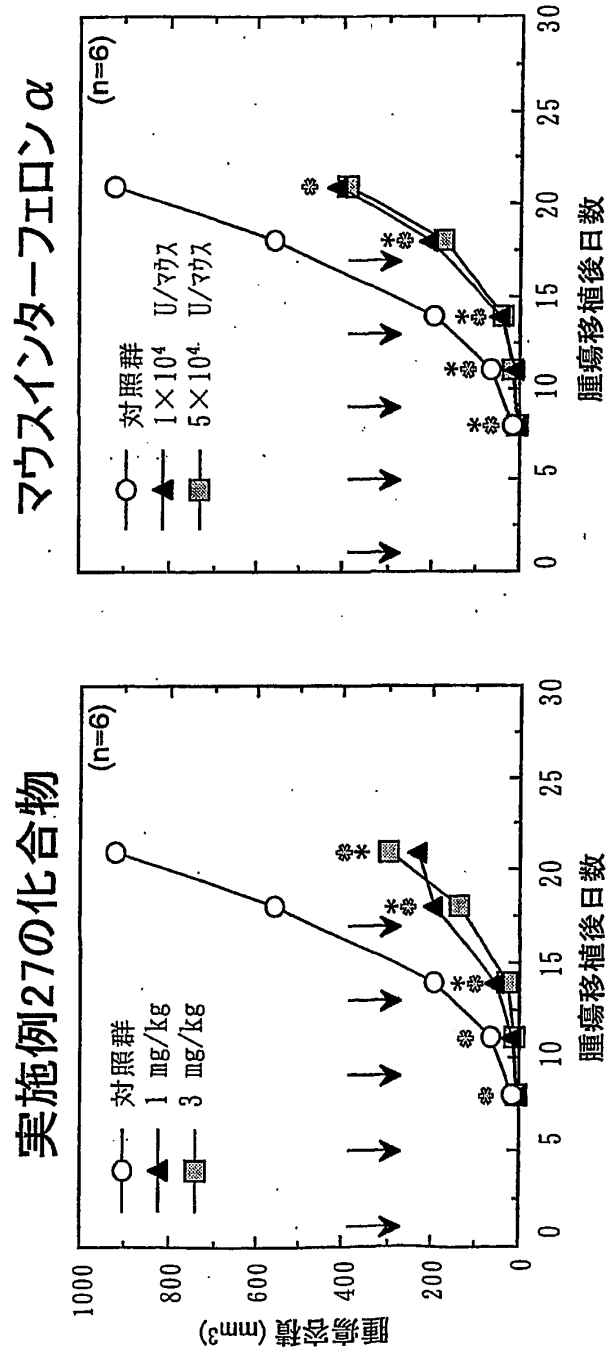 実施例27の化合物
(n=6)
対照群
1 mg/kg
3 mg/kg
腫瘍容積 (mm³)
1000
800
600
400
200
0
* * * * * * * *
0 5 10 15 20 25 30
腫瘍移植後日数
マウスインターフェロンα
(n=6)
対照群
1×10⁴ U/マウス
5×10⁴ U/マウス
* * * * * * * * *
0 5 10 15 20 25 30
腫瘍移植後日数